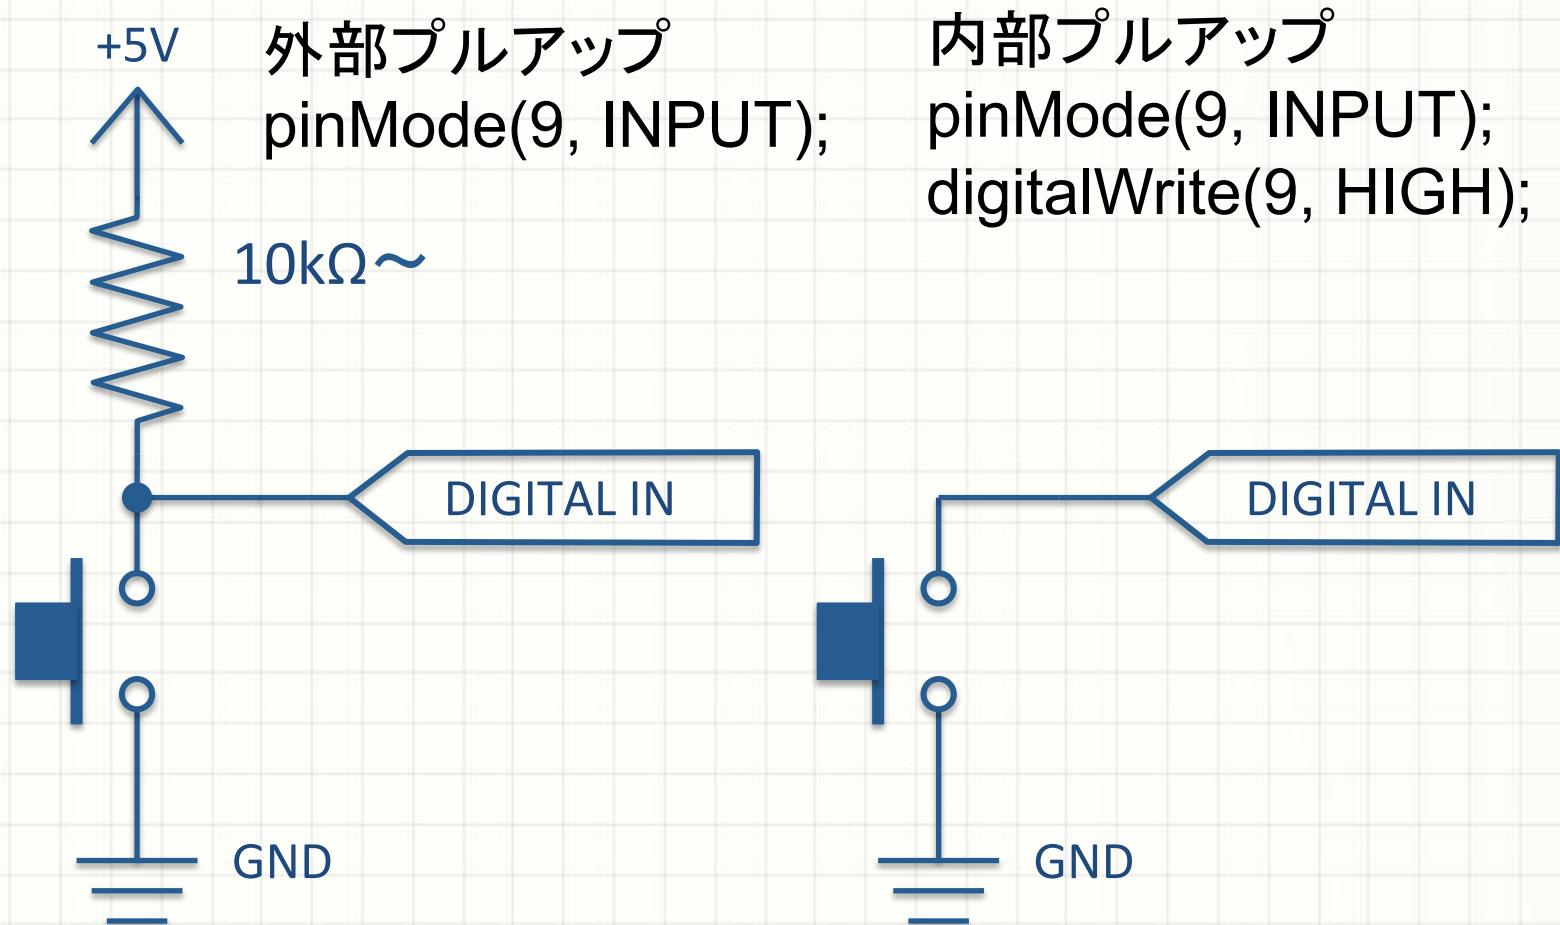 +5V
外部プルアップ
pinMode(9, INPUT);
10kΩ～
DIGITAL IN
GND
内部プルアップ
pinMode(9, INPUT);
digitalWrite(9, HIGH);
DIGITAL IN
GND